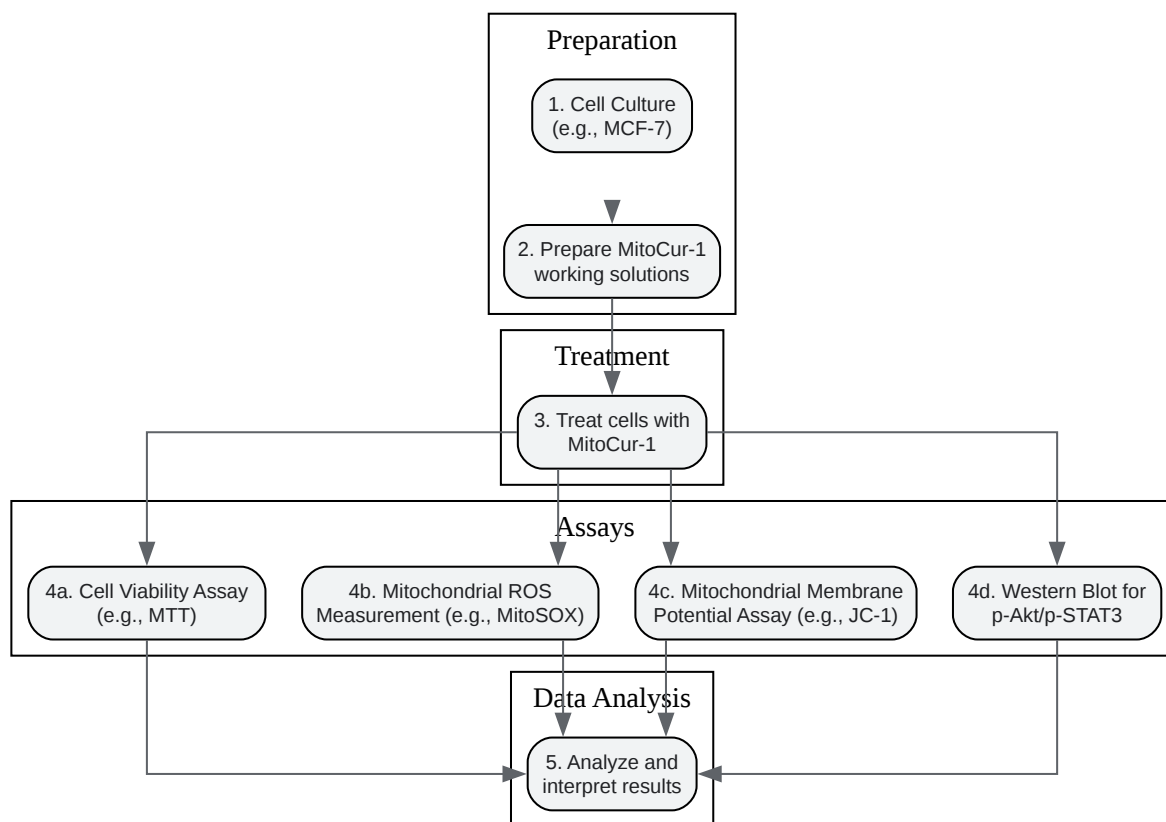 Preparation
1. Cell Culture
(e.g., MCF-7)
2. Prepare MitoCur-1
working solutions
Treatment
3. Treat cells with
MitoCur-1
Assays
4a. Cell Viability Assay
(e.g., MTT)
4b. Mitochondrial ROS
Measurement (e.g., MitoSOX)
4c. Mitochondrial Membrane
Potential Assay (e.g., JC-1)
4d. Western Blot for
p-Akt/p-STAT3
Data Analysis
5. Analyze and
interpret results